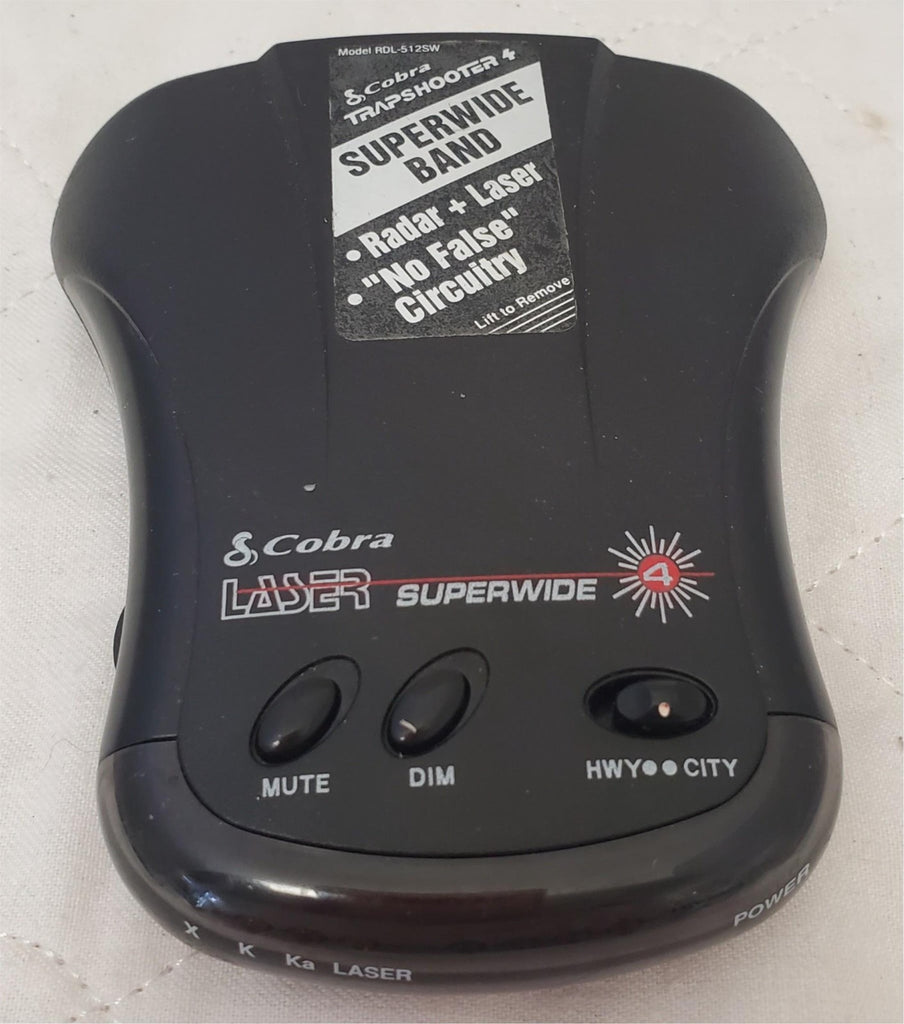 Model RDL-512SW
Cobra
TRAPSHOOTER 4
SUPERWIDE
BAND
• Radar + Laser
• "No False"
Circuitry
Lift to Remove
Cobra
LASER SUPERWIDE 4
MUTE DIM HWY●●CITY
X K Ka LASER POWER